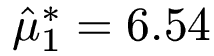 $\hat{\mu}_1^* = 6.54$